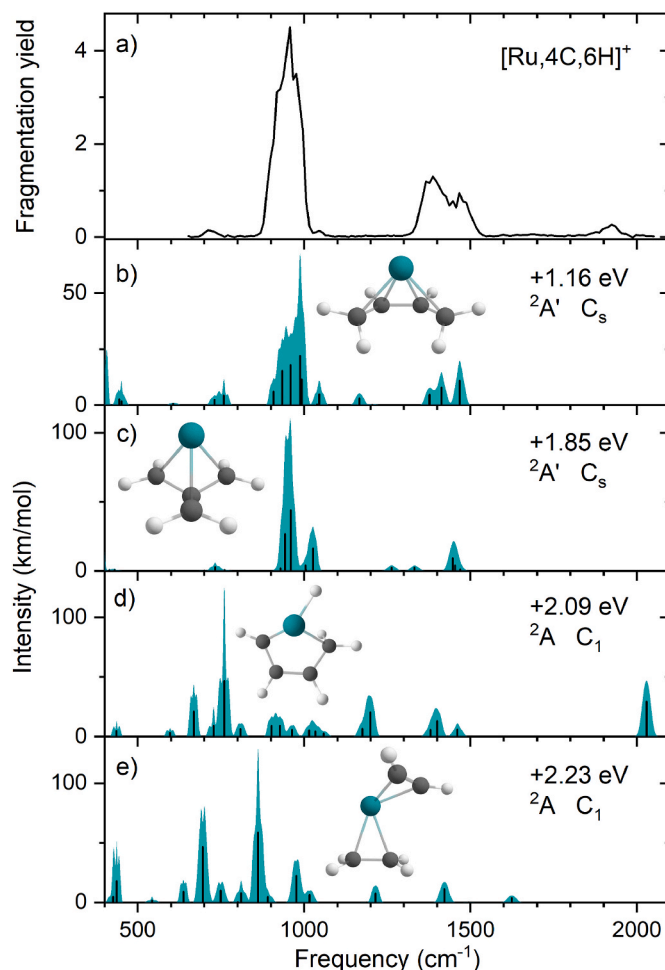 a)
[Ru,4C,6H]⁺
Fragmentation yield
4
2
0
b)
+1.16 eV
²A' Cₛ
50
0
c)
+1.85 eV
²A' Cₛ
100
0
Intensity (km/mol)
d)
+2.09 eV
²A C₁
100
0
e)
+2.23 eV
²A C₁
100
0
500 1000 1500 2000
Frequency (cm⁻¹)